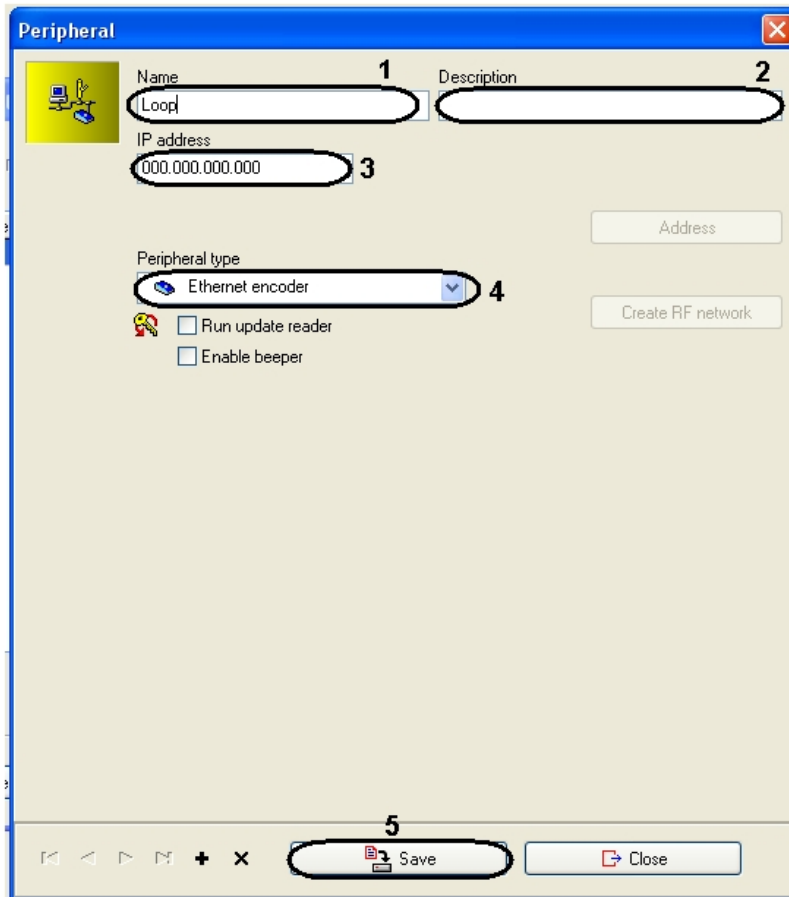 Peripheral
Name 1 Description 2
Loop
IP address
000.000.000.000 3
Address
Peripheral type
Ethernet encoder 4
Create RF network
Run update reader
Enable beeper
5
Save Close